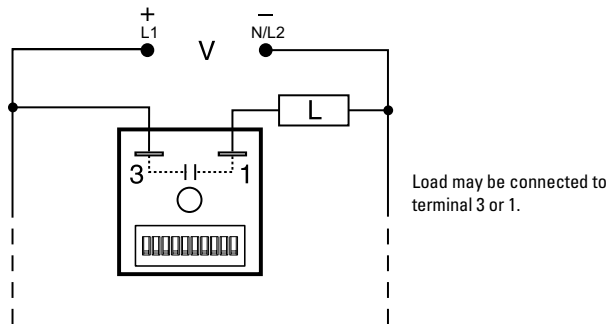 +
L1
V
–
N/L2
L
3
1
Load may be connected to
terminal 3 or 1.